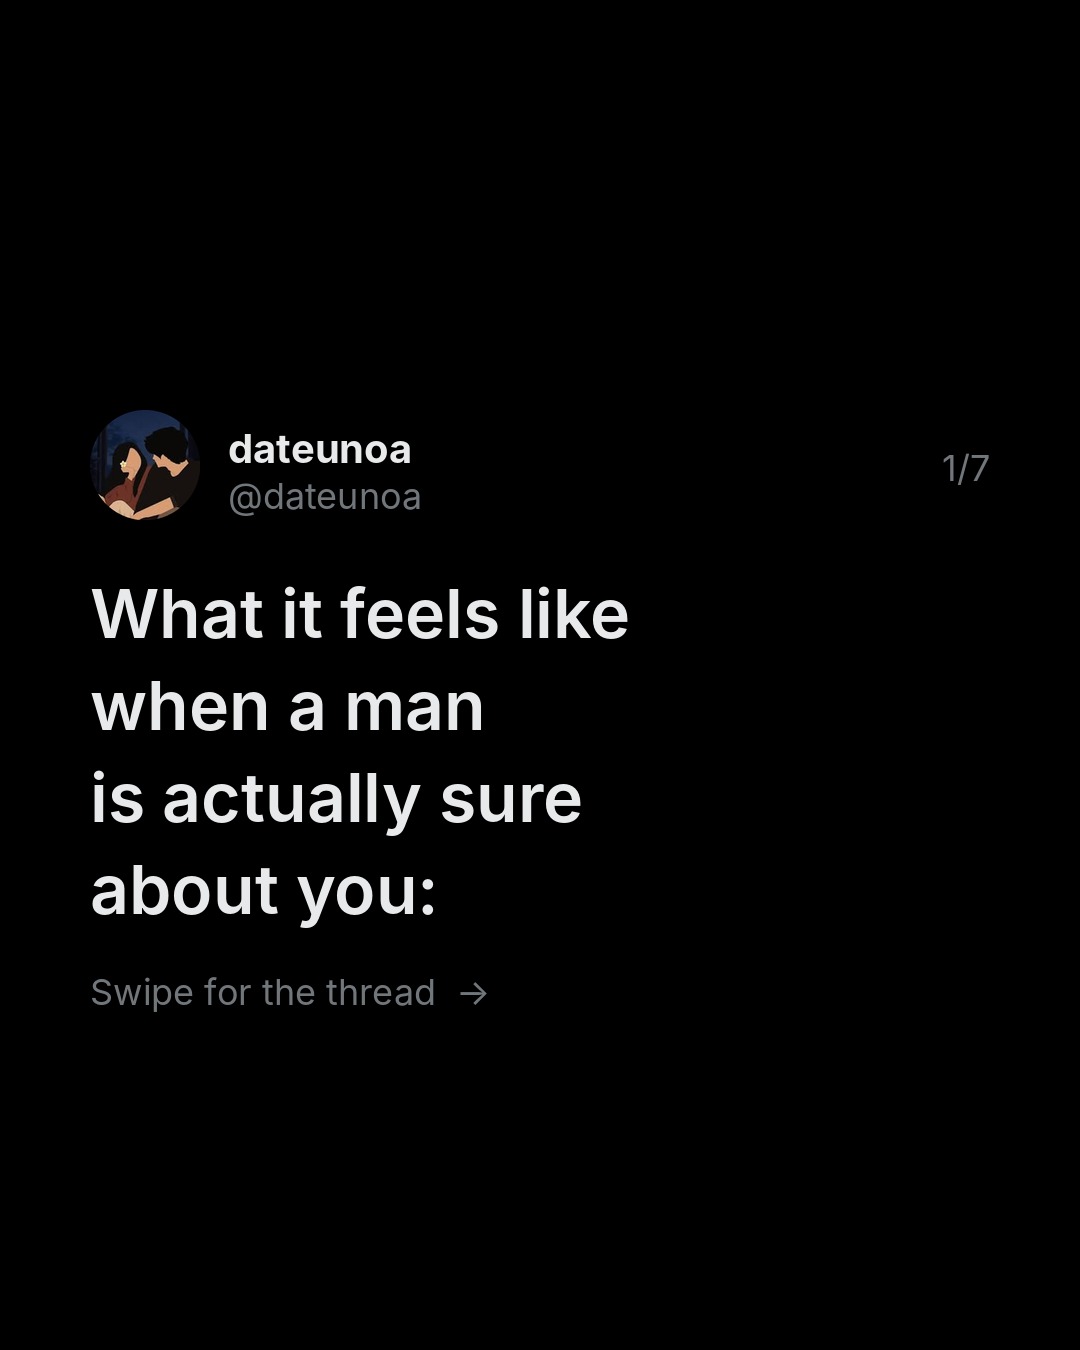 dateunoa
@dateunoa
1/7
What it feels like
when a man
is actually sure
about you:
Swipe for the thread →